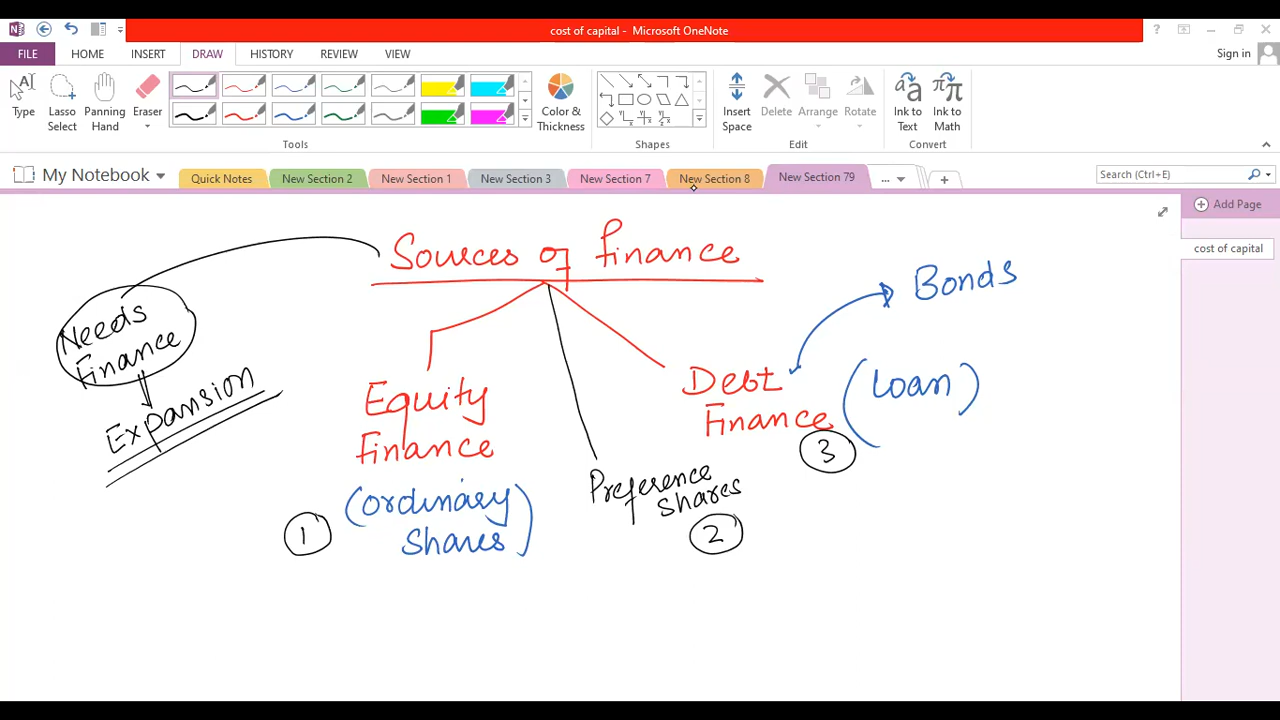 cost of capital - Microsoft OneNote
FILE HOME INSERT DRAW HISTORY REVIEW VIEW
Sign in
Type
Lasso
Select
Panning
Hand
Eraser
Color &
Thickness
Insert
Space
Delete
Arrange
Rotate
Ink to
Text
Ink to
Math
Tools
Shapes
Edit
Convert
My Notebook
Quick Notes
New Section 2
New Section 1
New Section 3
New Section 7
New Section 8
New Section 79
...
Search (Ctrl+E)
Add Page
cost of capital
Sources of finance
Needs
Finance
Expansion
Equity
Finance
(ordinary
Shares)
1
Preference
Shares
2
Debt
Finance
3
Bonds
(Loan)